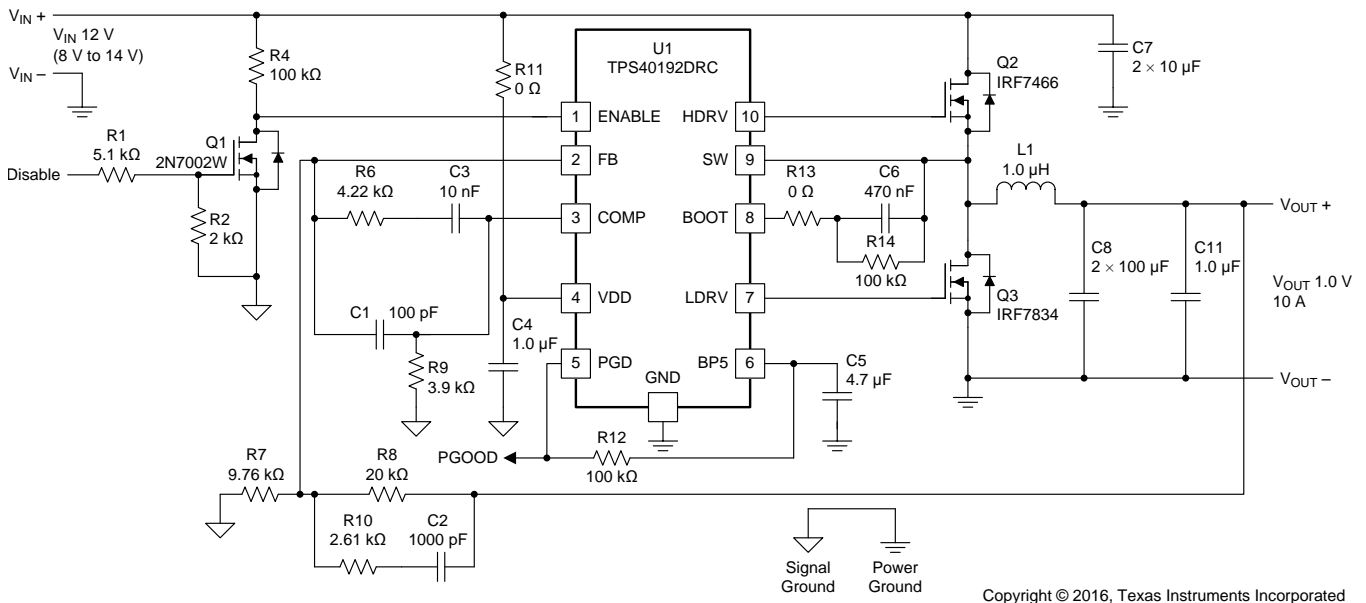 V_IN +
V_IN 12 V
(8 V to 14 V)
V_IN −
R4
100 kΩ
R11
0 Ω
U1
TPS40192DRC
Q2
IRF7466
C7
2 × 10 µF
R1
5.1 kΩ
Disable
Q1
2N7002W
R2
2 kΩ
1 ENABLE
2 FB
3 COMP
4 VDD
5 PGD
HDRV 10
SW 9
BOOT 8
LDRV 7
BP5 6
GND
R6
4.22 kΩ
C3
10 nF
C1
100 pF
R9
3.9 kΩ
C4
1.0 µF
R13
0 Ω
C6
470 nF
R14
100 kΩ
L1
1.0 µH
V_OUT +
C8
2 × 100 µF
C11
1.0 µF
V_OUT 1.0 V
10 A
Q3
IRF7834
C5
4.7 µF
V_OUT −
PGOOD
R12
100 kΩ
R7
9.76 kΩ
R8
20 kΩ
R10
2.61 kΩ
C2
1000 pF
Signal
Ground
Power
Ground
Copyright © 2016, Texas Instruments Incorporated